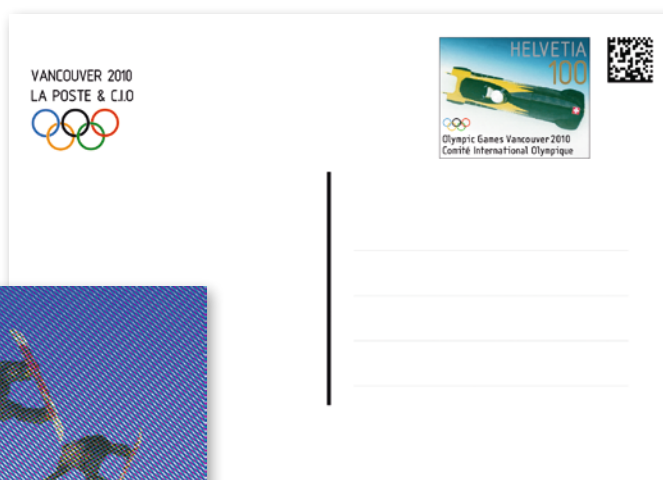 VANCOUVER 2010
LA POSTE & C.I.O
HELVETIA
100
Olympic Games Vancouver 2010
Comité International Olympique